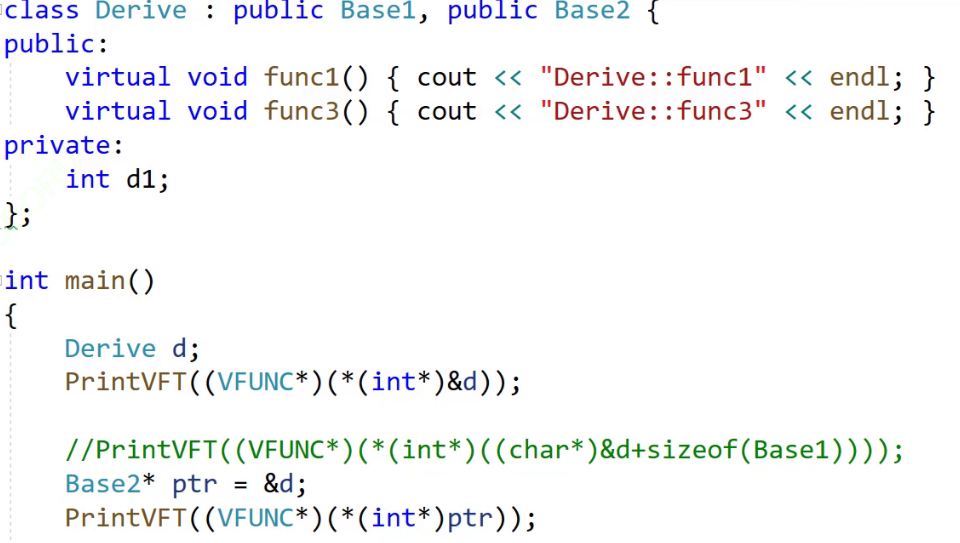 class Derive : public Base1, public Base2 {
public:
    virtual void func1() { cout << "Derive::func1" << endl; }
    virtual void func3() { cout << "Derive::func3" << endl; }
private:
    int d1;
};
int main()
{
    Derive d;
    PrintVFT((VFUNC*)(*(int*)&d));
    //PrintVFT((VFUNC*)(*(int*)((char*)&d+sizeof(Base1))));
    Base2* ptr = &d;
    PrintVFT((VFUNC*)(*(int*)ptr));